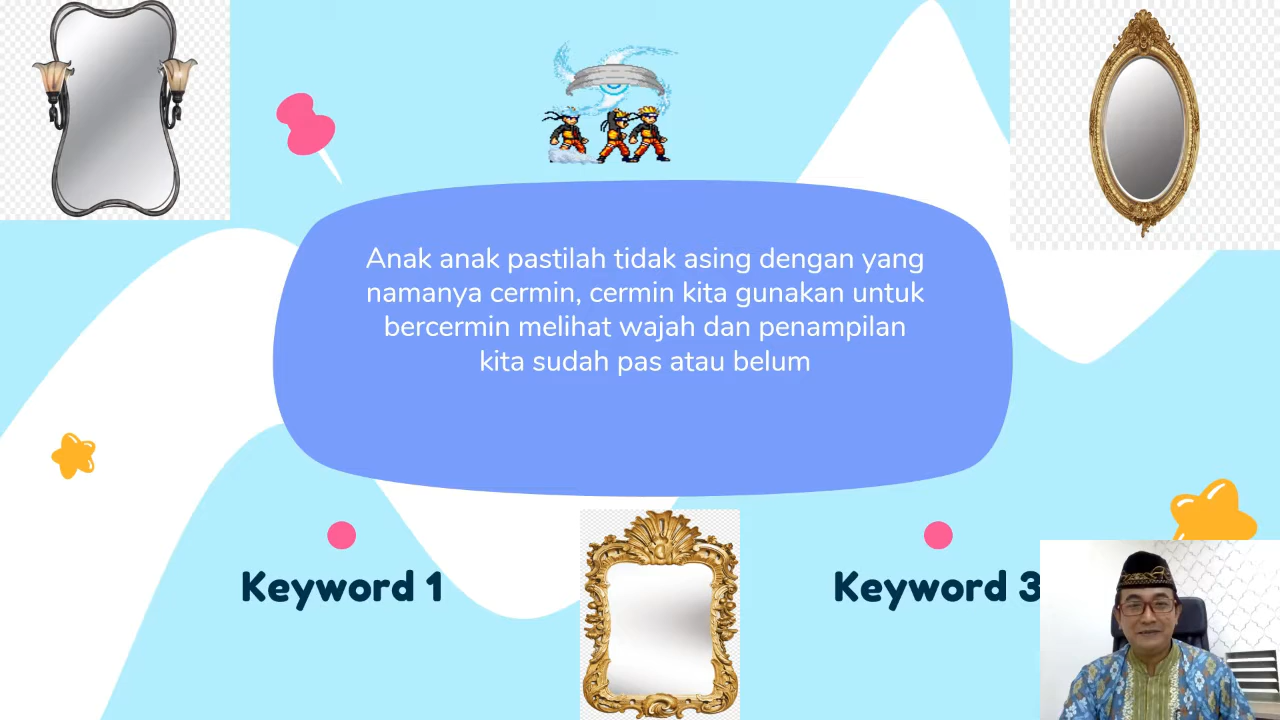 Anak anak pastilah tidak asing dengan yang
namanya cermin, cermin kita gunakan untuk
bercermin melihat wajah dan penampilan
kita sudah pas atau belum
Keyword 1
Keyword 3